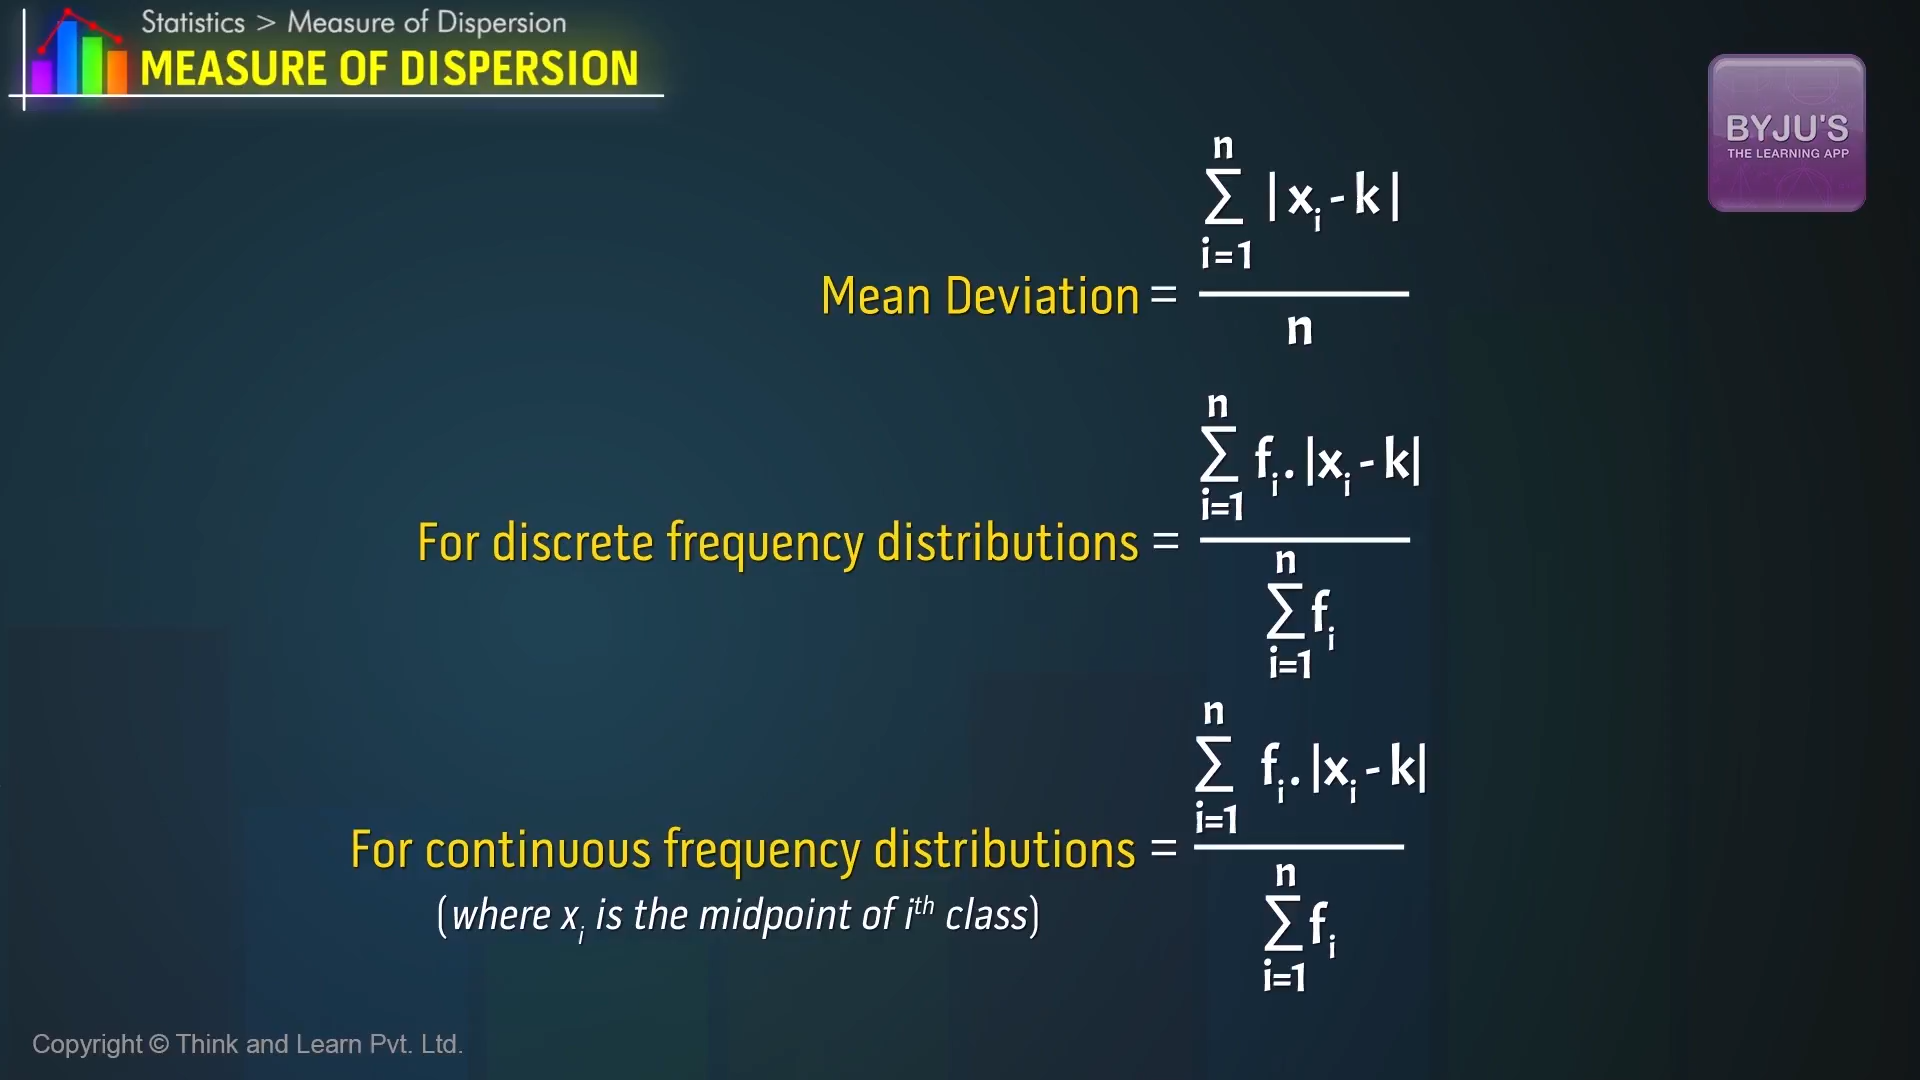 Statistics > Measure of Dispersion
MEASURE OF DISPERSION
BYJU'S
THE LEARNING APP
n
∑ |xᵢ - k|
i=1
Mean Deviation =
n
n
∑ fᵢ. |xᵢ - k|
i=1
For discrete frequency distributions =
n
∑ fᵢ
i=1
n
∑ fᵢ. |xᵢ - k|
i=1
For continuous frequency distributions =
(where xᵢ is the midpoint of iᵗʰ class)
n
∑ fᵢ
i=1
Copyright © Think and Learn Pvt. Ltd.